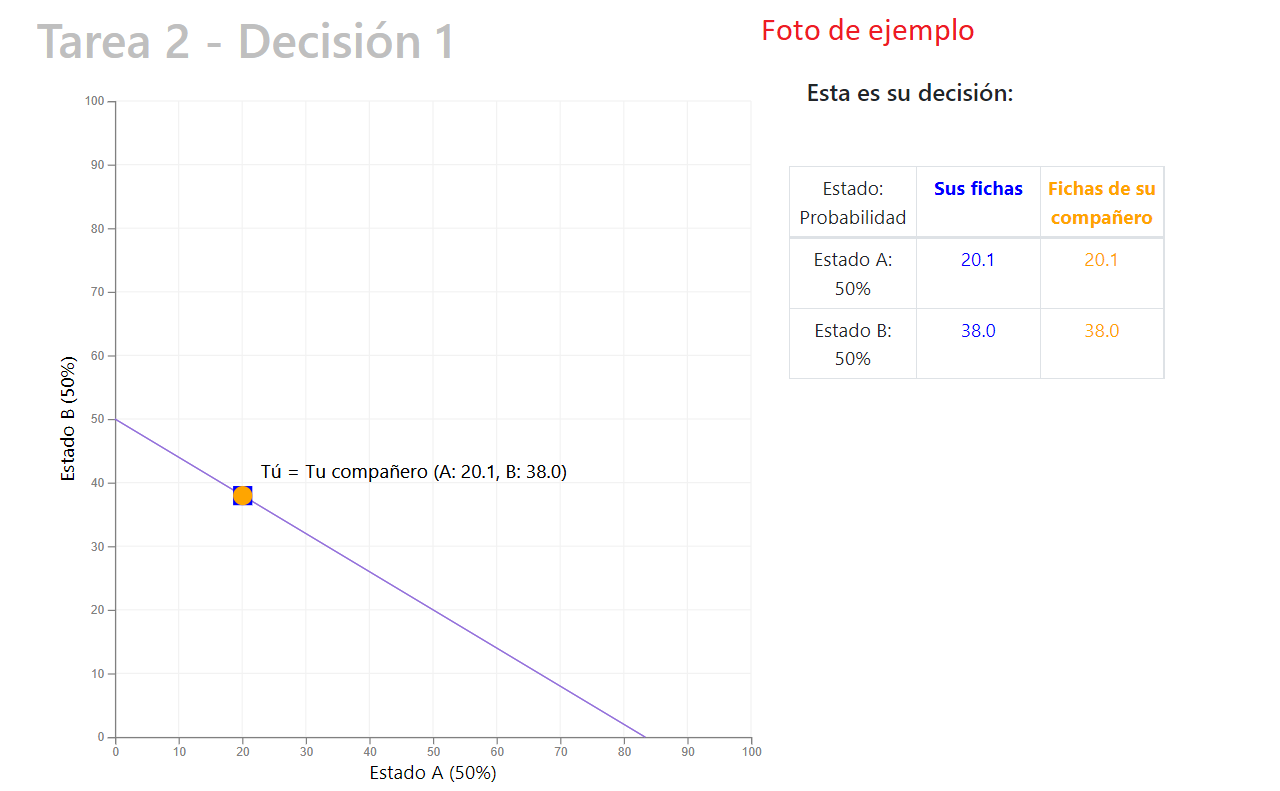 Tarea 2 - Decisión 1
Foto de ejemplo
Esta es su decisión:
Estado: Probabilidad
Sus fichas
Fichas de su compañero
Estado A: 50%
20.1
20.1
Estado B: 50%
38.0
38.0
100
90
80
70
60
50
40
30
20
10
0
Estado B (50%)
Tú = Tu compañero (A: 20.1, B: 38.0)
0
10
20
30
40
50
60
70
80
90
100
Estado A (50%)